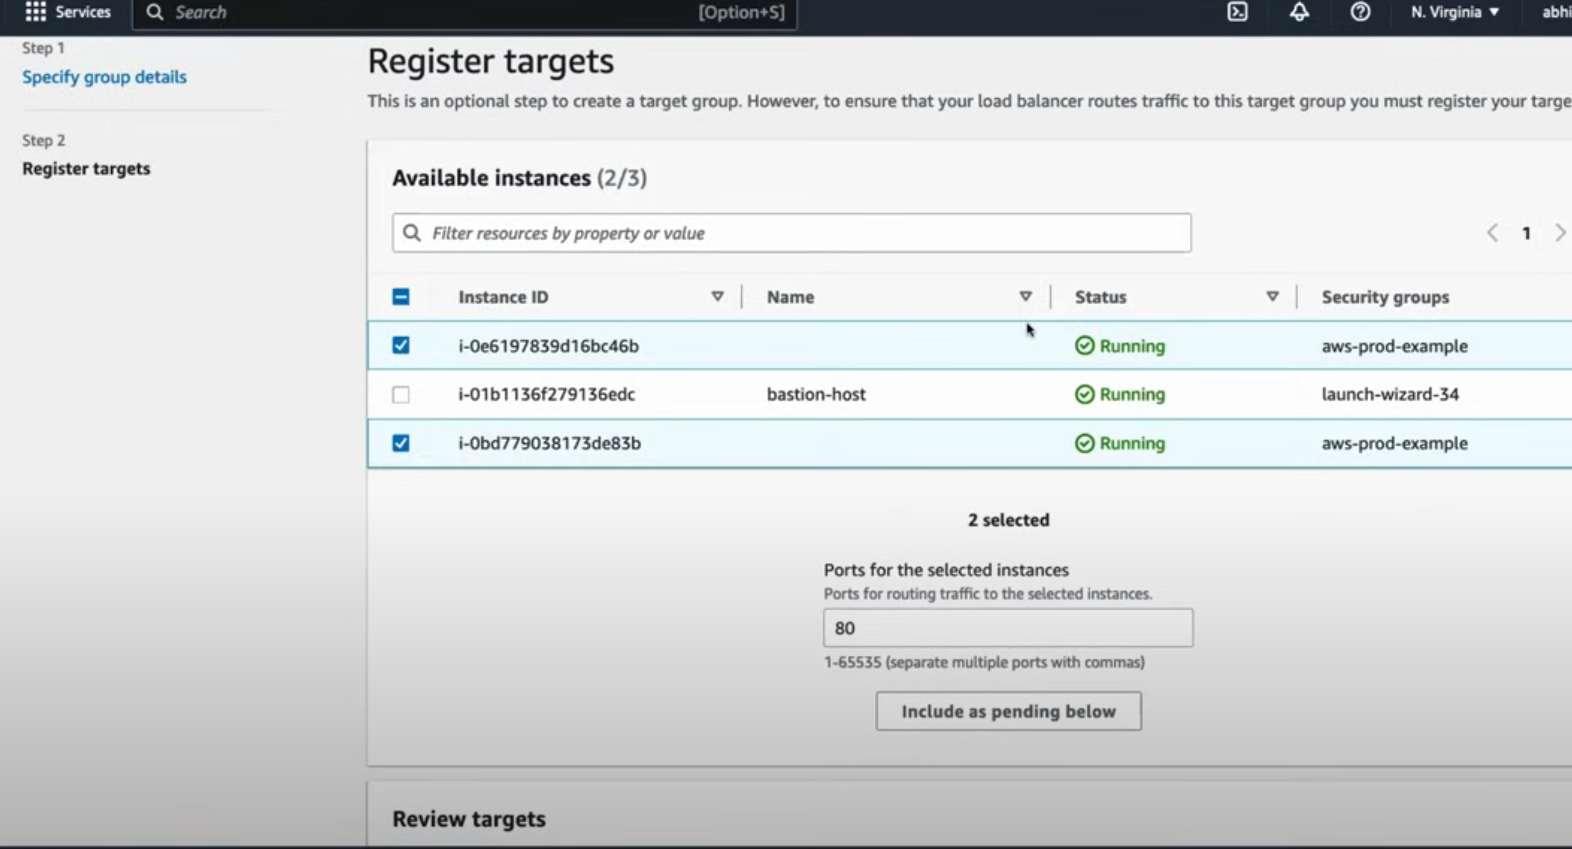 Services
Search
[Option+S]
N. Virginia
abhi
Step 1
Specify group details
Step 2
Register targets
Register targets
This is an optional step to create a target group. However, to ensure that your load balancer routes traffic to this target group you must register your targe
Available instances (2/3)
Filter resources by property or value
1
Instance ID Name Status Security groups
i-0e6197839d16bc46b Running aws-prod-example
i-01b1136f279136edc bastion-host Running launch-wizard-34
i-0bd779038173de83b Running aws-prod-example
2 selected
Ports for the selected instances
Ports for routing traffic to the selected instances.
80
1-65535 (separate multiple ports with commas)
Include as pending below
Review targets